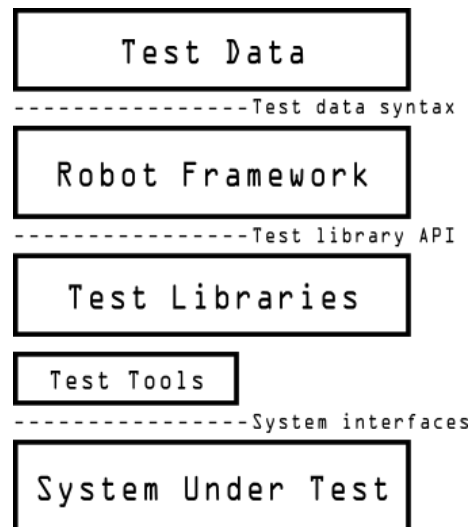 Test Data
Test data syntax
Robot Framework
Test library API
Test Libraries
Test Tools
System interfaces
System Under Test